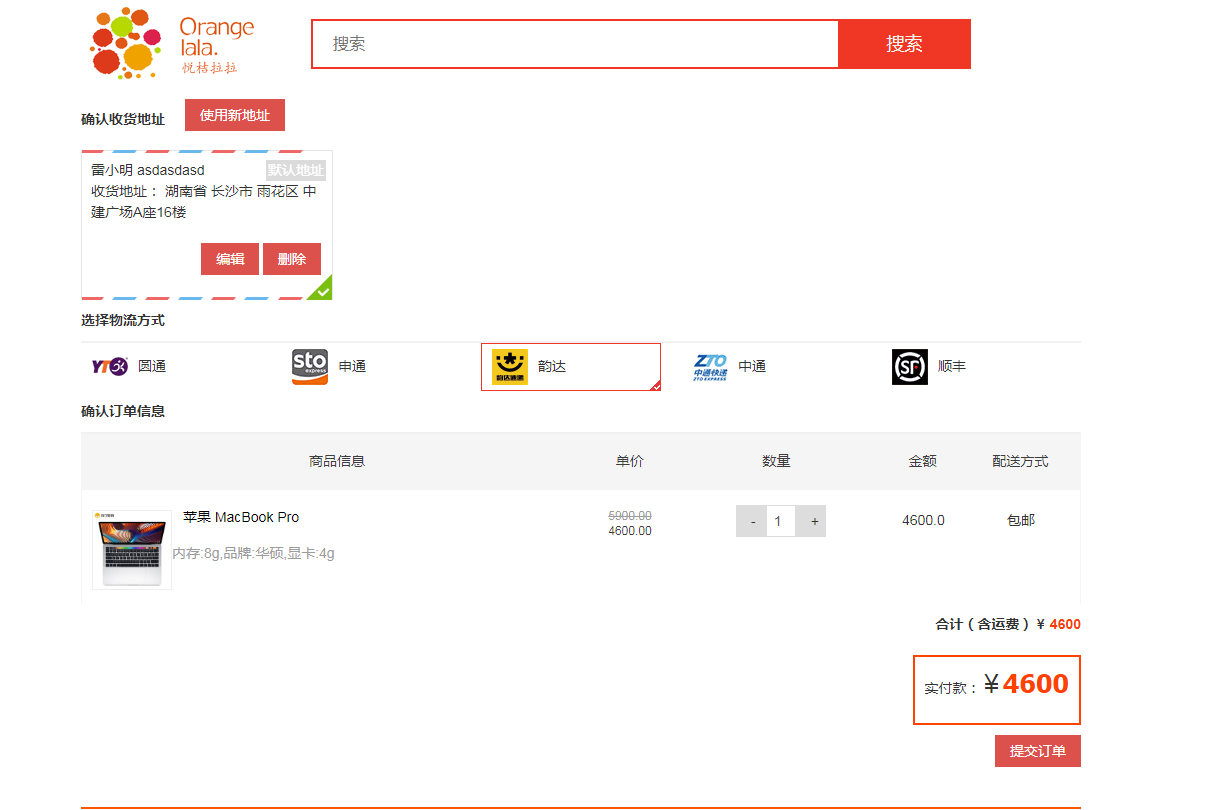 Orange
lala.
悦桔拉拉
搜索
搜索
确认收货地址
使用新地址
雷小明 asdasdasd
默认地址
收货地址： 湖南省 长沙市 雨花区 中
建广场A座16楼
编辑
删除
选择物流方式
YTO
圆通
sto
express
申通
韵达速递
韵达
ZTO
中通快递
ZTO EXPRESS
中通
SF
顺丰
确认订单信息
商品信息
单价
数量
金额
配送方式
苹果 MacBook Pro
内存:8g,品牌:华硕,显卡:4g
5900.00
4600.00
-
1
+
4600.0
包邮
合计（含运费）¥ 4600
实付款：¥4600
提交订单